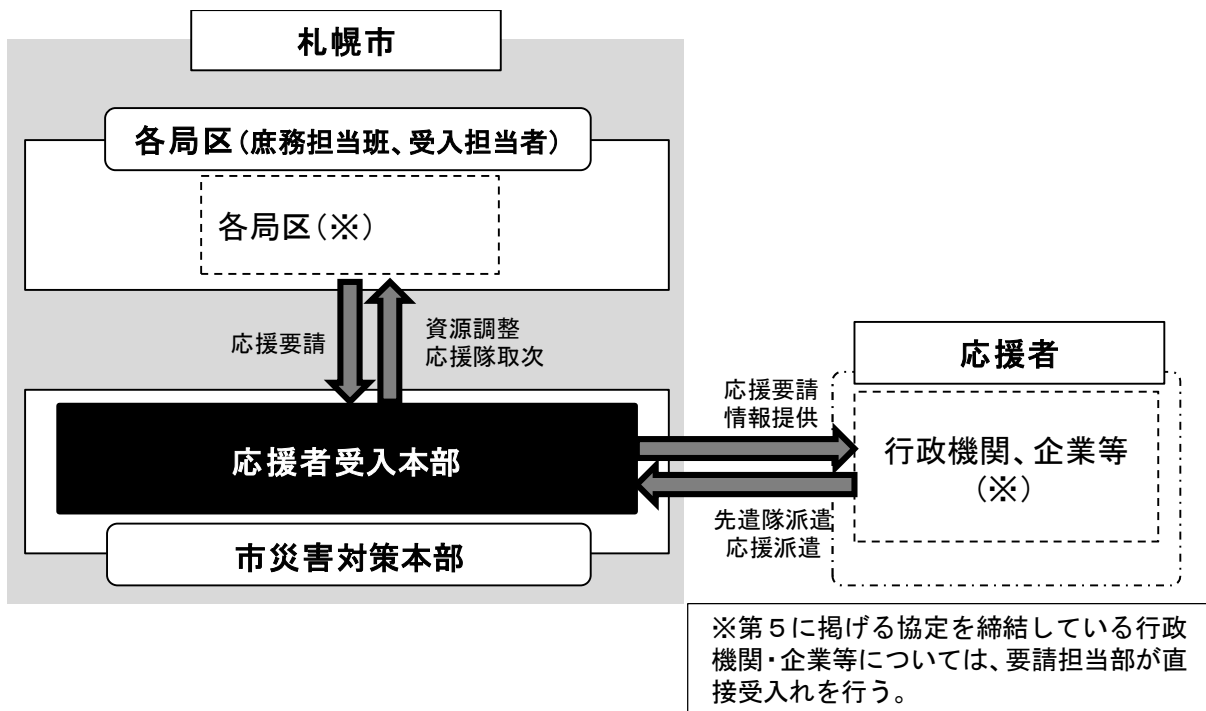 札幌市
各局区（庶務担当班、受入担当者）
各局区（※）
応援要請
資源調整
応援隊取次
応援者受入本部
市災害対策本部
応援者
応援要請
情報提供
行政機関、企業等
（※）
先遣隊派遣
応援派遣
※第５に掲げる協定を締結している行政
機関・企業等については、要請担当部が直
接受入れを行う。